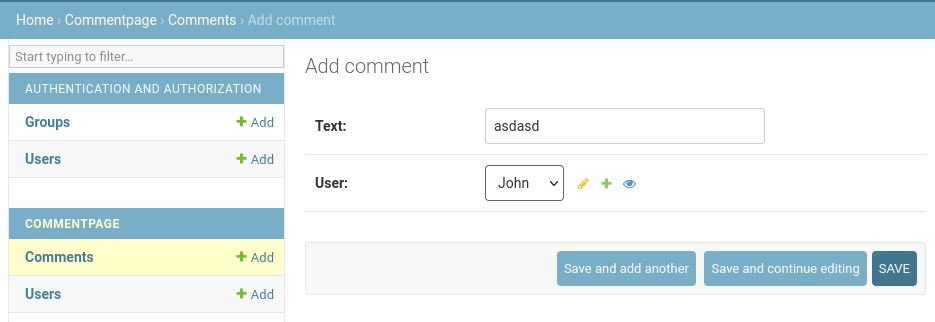 Home › Commentpage › Comments › Add comment
Start typing to filter...
AUTHENTICATION AND AUTHORIZATION
Groups + Add
Users + Add
COMMENTPAGE
Comments + Add
Users + Add
Add comment
Text: asdasd
User: John
Save and add another Save and continue editing SAVE